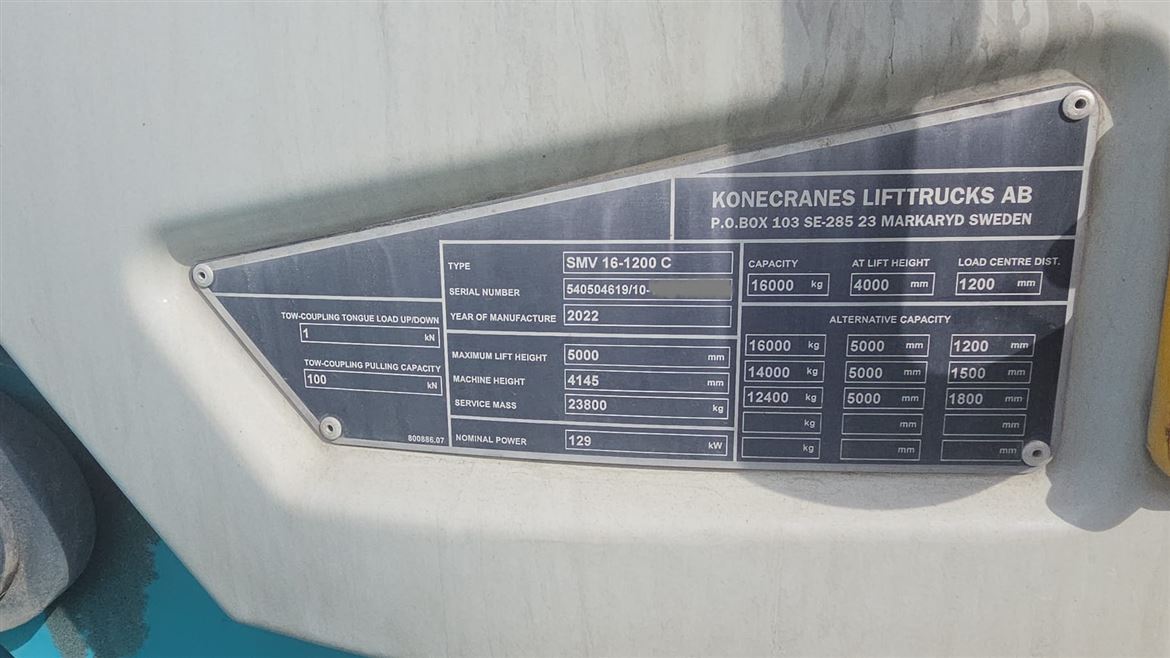 KONECRANES LIFTTRUCKS AB
P.O.BOX 103 SE-285 23 MARKARYD SWEDEN
TOW-COUPLING TONGUE LOAD UP/DOWN
1 kN
TOW-COUPLING PULLING CAPACITY
100 kN
800886.07
TYPE SMV 16-1200 C
SERIAL NUMBER 540504619/10-
YEAR OF MANUFACTURE 2022
MAXIMUM LIFT HEIGHT 5000 mm
MACHINE HEIGHT 4145 mm
SERVICE MASS 23800 kg
NOMINAL POWER 129 kW
CAPACITY AT LIFT HEIGHT LOAD CENTRE DIST.
16000 kg 4000 mm 1200 mm
ALTERNATIVE CAPACITY
16000 kg 5000 mm 1200 mm
14000 kg 5000 mm 1500 mm
12400 kg 5000 mm 1800 mm
kg mm mm
kg mm mm